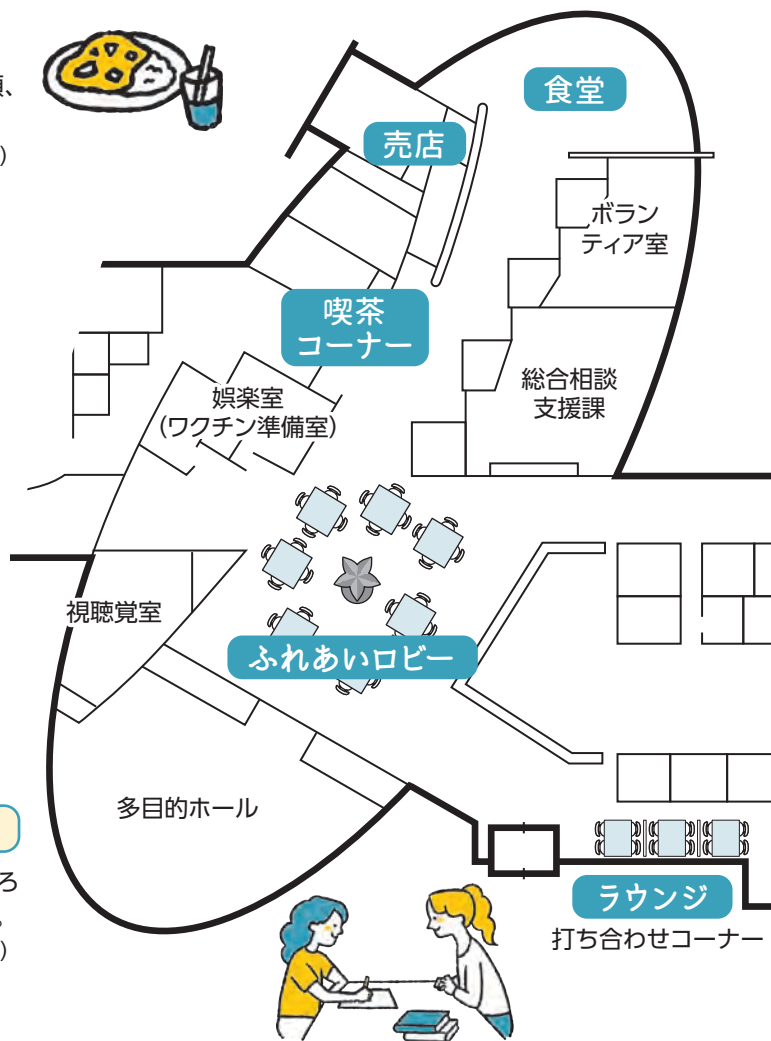 類、
)
食堂
売店
ボラン
ティア室
喫茶
コーナー
総合相談
支援課
娯楽室
(ワクチン準備室)
視聴覚室
ふれあいロビー
多目的ホール
ろ
。
)
ラウンジ
打ち合わせコーナー